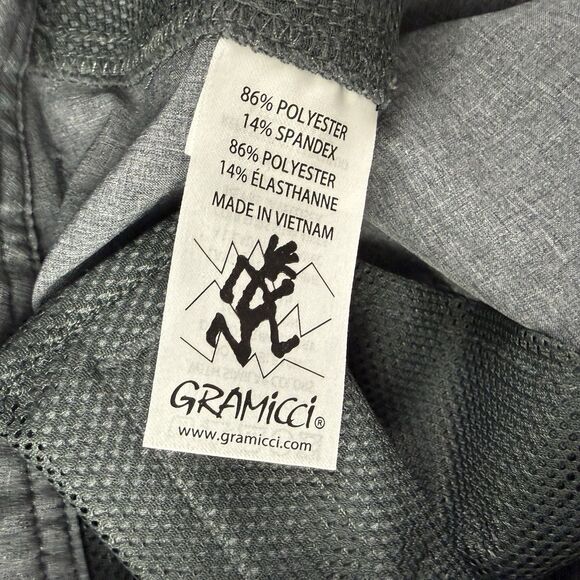 86% POLYESTER
14% SPANDEX
86% POLYESTER
14% ÉLASTHANNE
MADE IN VIETNAM
GRAMiCCi®
www.gramicci.com